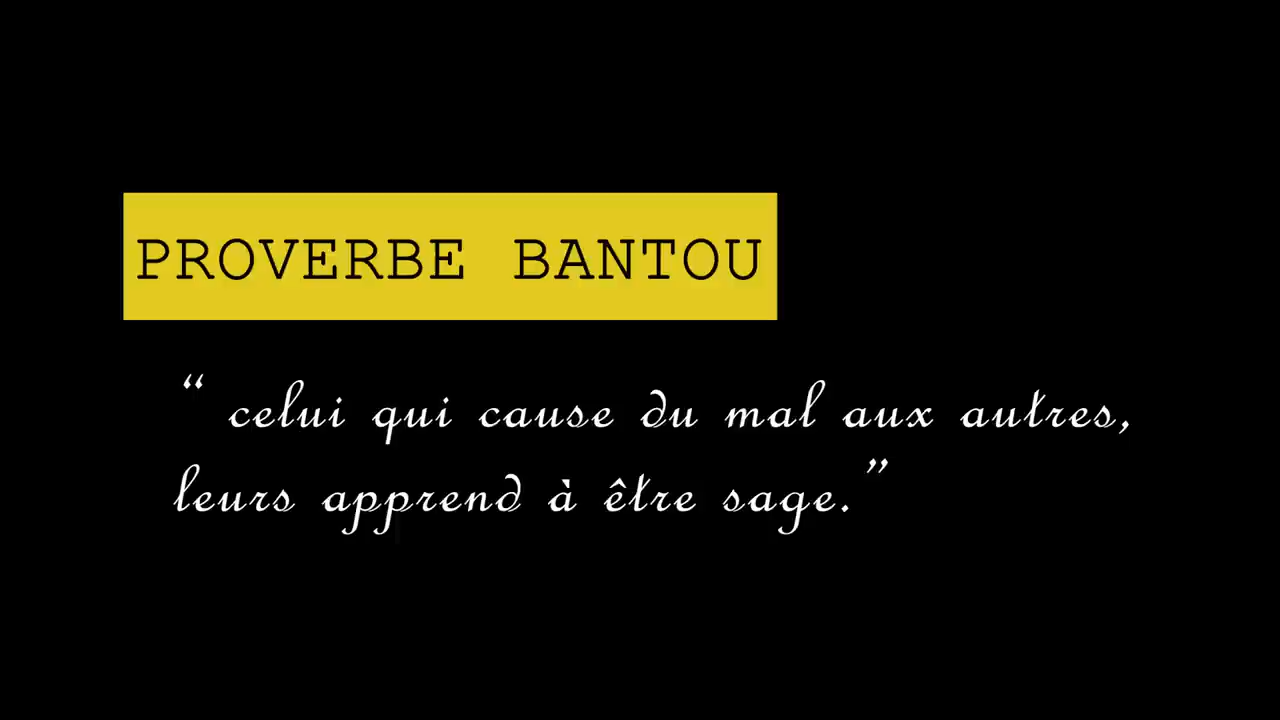 PROVERBE BANTOU
“ celui qui cause du mal aux autres,
leurs apprend à être sage.”